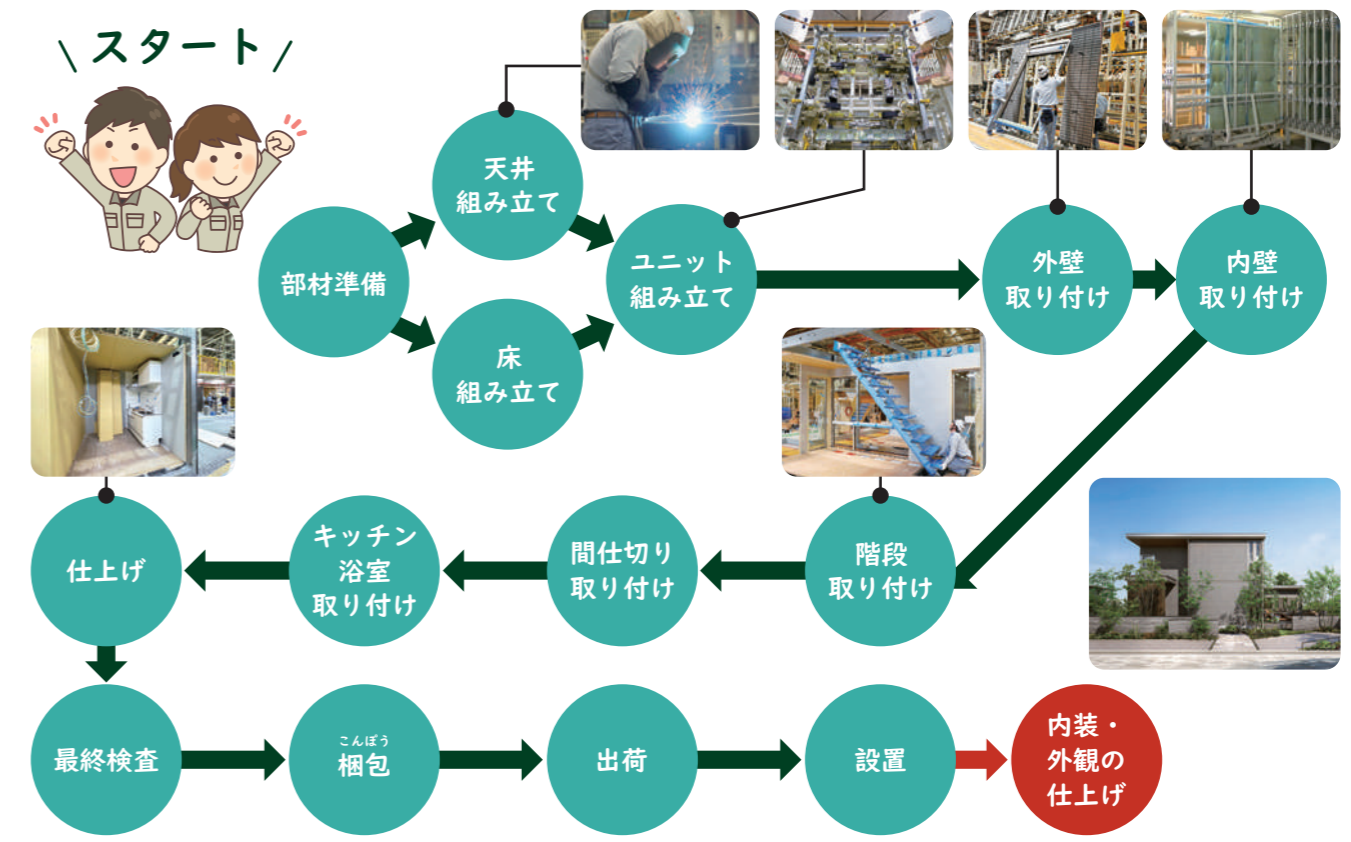 スタート
部材準備
天井
組み立て
床
組み立て
ユニット
組み立て
外壁
取り付け
内壁
取り付け
階段
取り付け
間仕切り
取り付け
キッチン
浴室
取り付け
仕上げ
最終検査
こんぽう
梱包
出荷
設置
内装・
外観の
仕上げ